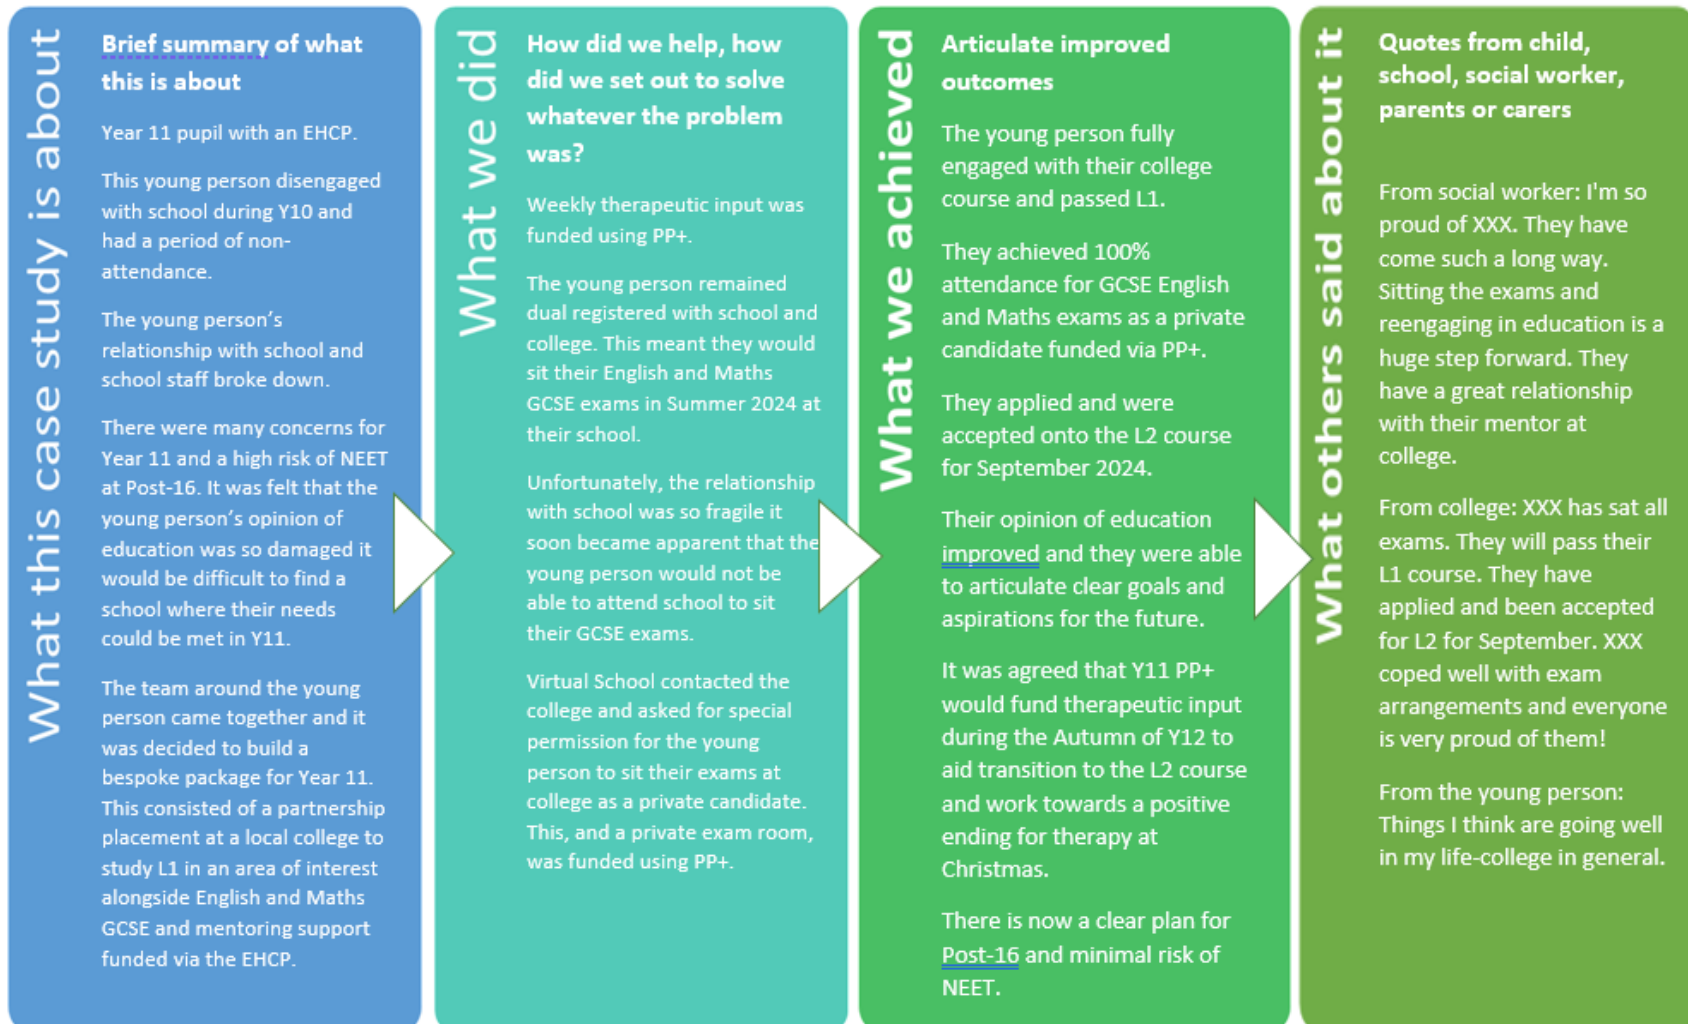 What this case study is about
Brief summary of what
this is about
Year 11 pupil with an EHCP.
This young person disengaged
with school during Y10 and
had a period of non-
attendance.
The young person’s
relationship with school and
school staff broke down.
There were many concerns for
Year 11 and a high risk of NEET
at Post-16. It was felt that the
young person’s opinion of
education was so damaged it
would be difficult to find a
school where their needs
could be met in Y11.
The team around the young
person came together and it
was decided to build a
bespoke package for Year 11.
This consisted of a partnership
placement at a local college to
study L1 in an area of interest
alongside English and Maths
GCSE and mentoring support
funded via the EHCP.
What we did
How did we help, how
did we set out to solve
whatever the problem
was?
Weekly therapeutic input was
funded using PP+.
The young person remained
dual registered with school and
college. This meant they would
sit their English and Maths
GCSE exams in Summer 2024 at
their school.
Unfortunately, the relationship
with school was so fragile it
soon became apparent that the
young person would not be
able to attend school to sit
their GCSE exams.
Virtual School contacted the
college and asked for special
permission for the young
person to sit their exams at
college as a private candidate.
This, and a private exam room,
was funded using PP+.
What we achieved
Articulate improved
outcomes
The young person fully
engaged with their college
course and passed L1.
They achieved 100%
attendance for GCSE English
and Maths exams as a private
candidate funded via PP+.
They applied and were
accepted onto the L2 course
for September 2024.
Their opinion of education
improved and they were able
to articulate clear goals and
aspirations for the future.
It was agreed that Y11 PP+
would fund therapeutic input
during the Autumn of Y12 to
aid transition to the L2 course
and work towards a positive
ending for therapy at
Christmas.
There is now a clear plan for
Post-16 and minimal risk of
NEET.
What others said about it
Quotes from child,
school, social worker,
parents or carers
From social worker: I'm so
proud of XXX. They have
come such a long way.
Sitting the exams and
reengaging in education is a
huge step forward. They
have a great relationship
with their mentor at
college.
From college: XXX has sat all
exams. They will pass their
L1 course. They have
applied and been accepted
for L2 for September. XXX
coped well with exam
arrangements and everyone
is very proud of them!
From the young person:
Things I think are going well
in my life-college in general.